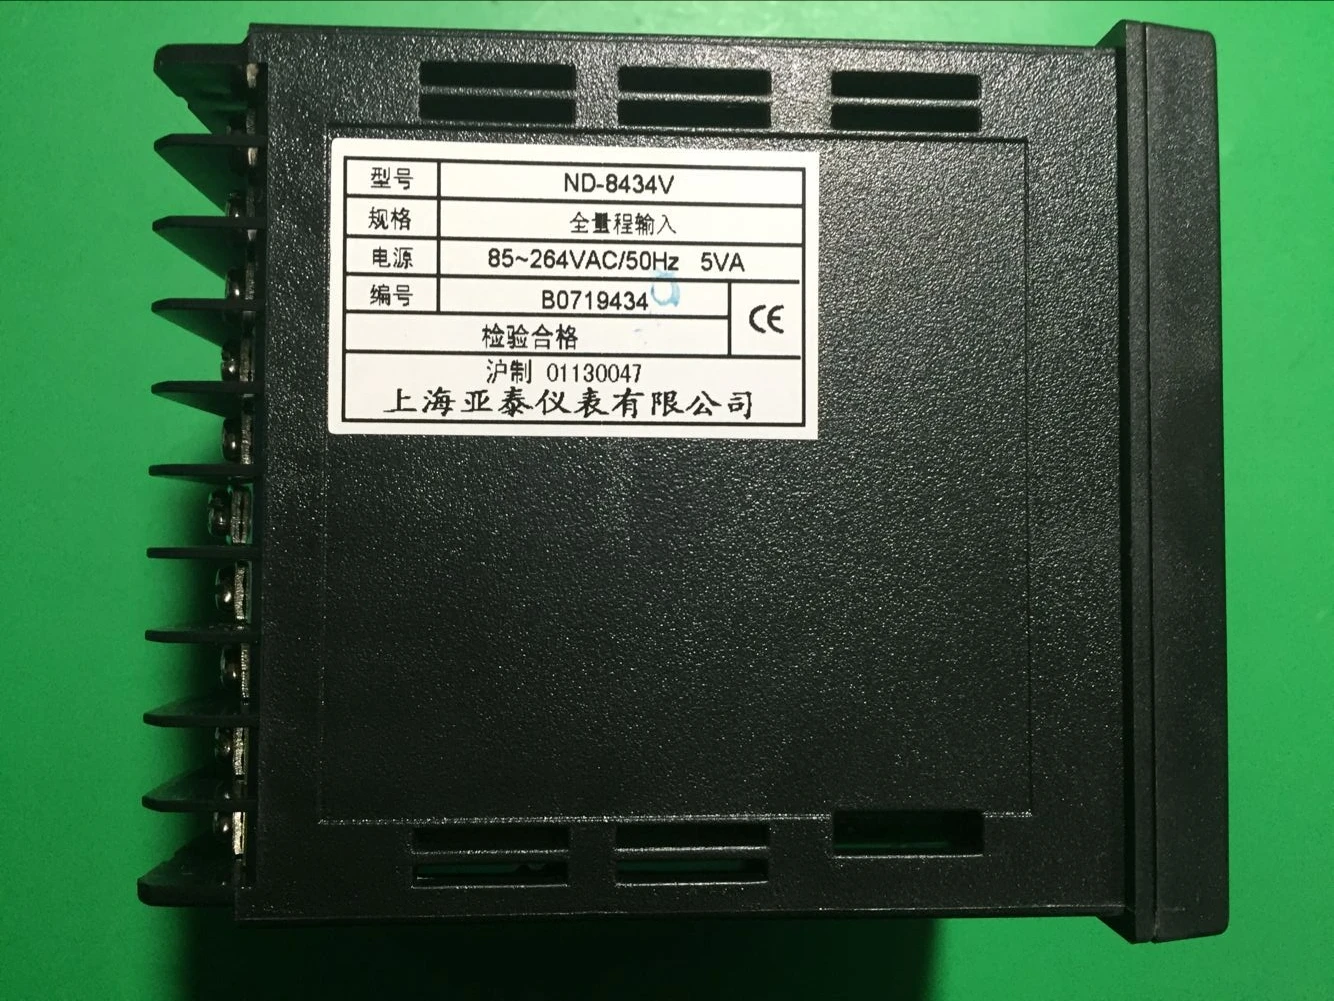 型号 ND-8434V
规格 全量程输入
电源 85~264VAC/50Hz 5VA
编号 B0719434
CE
检验合格
沪制 01130047
上海亚泰仪表有限公司